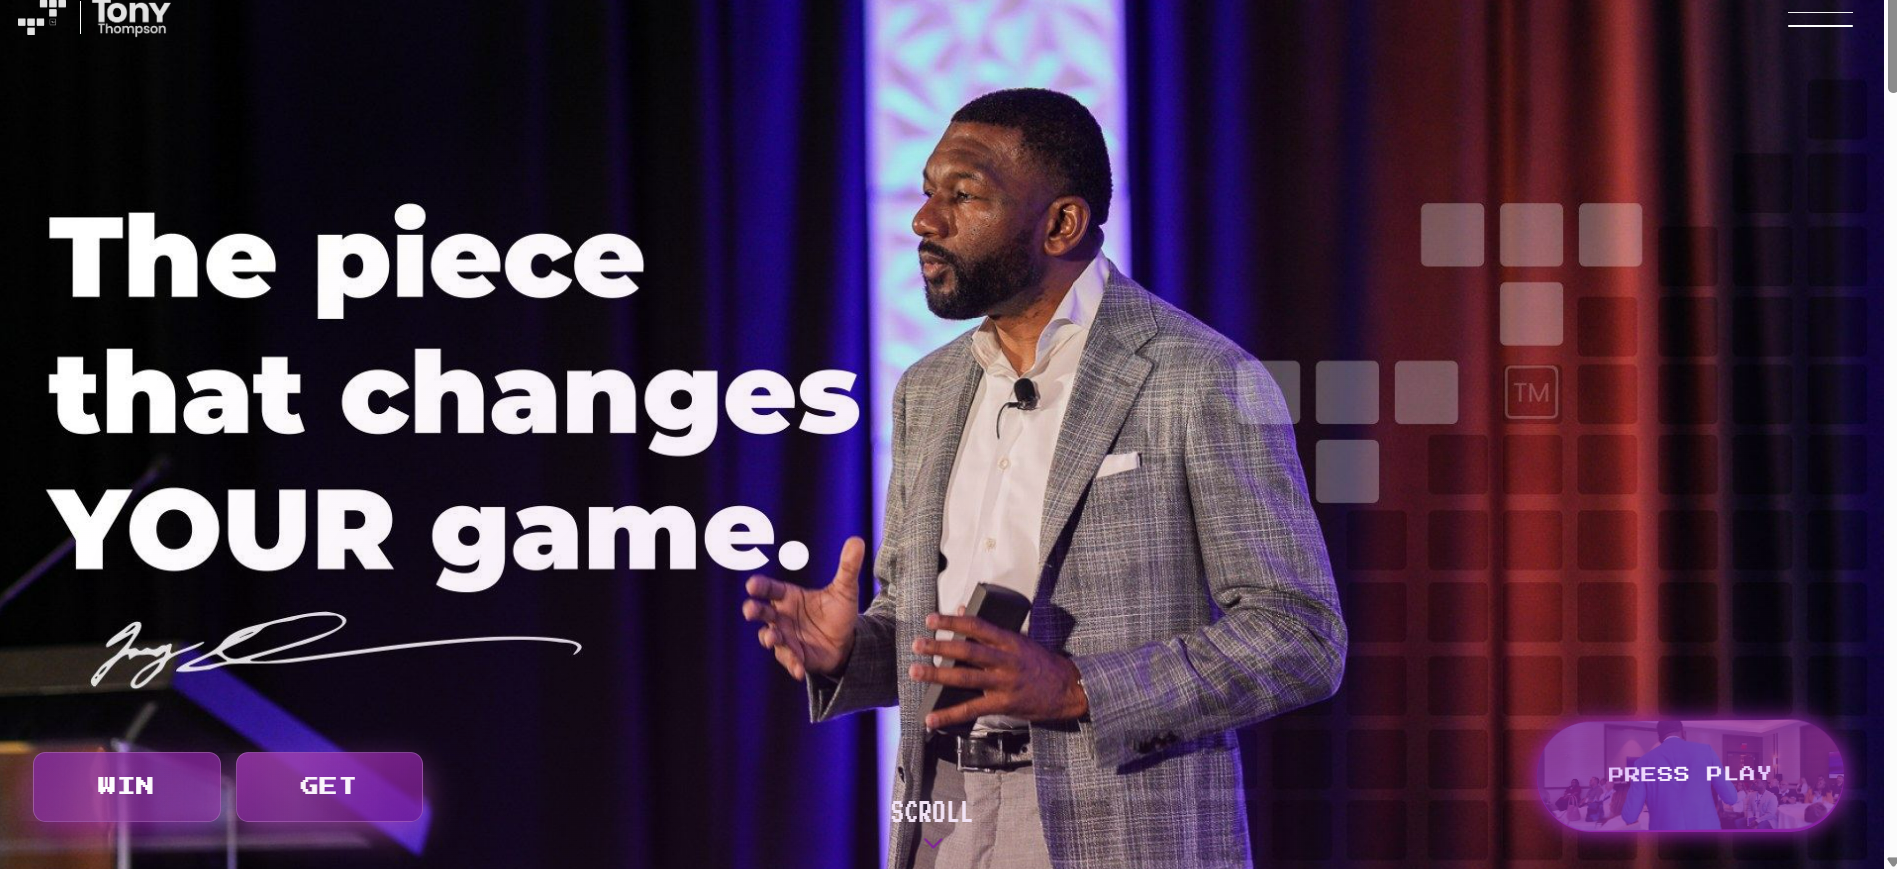 Tony
Thompson
The piece
that changes
YOUR game.
TM
WIN
GET
SCROLL
PRESS PLAY